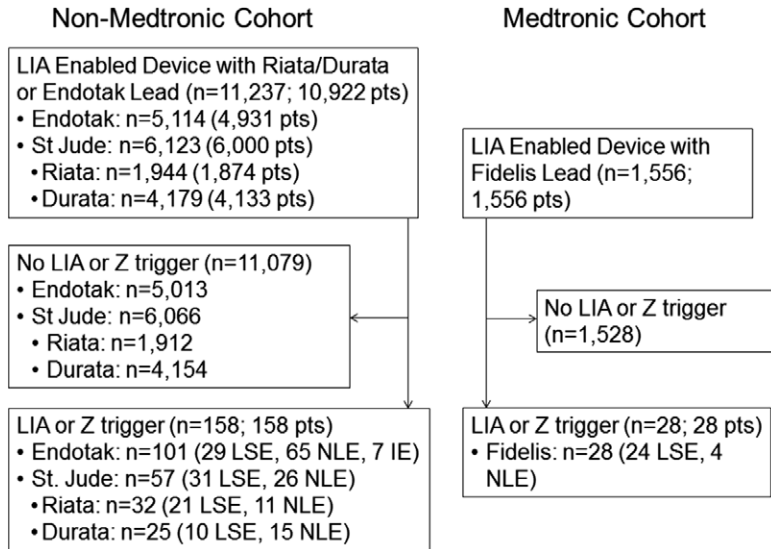 Non-Medtronic Cohort
LIA Enabled Device with Riata/Durata
or Endotak Lead (n=11,237; 10,922 pts)
• Endotak: n=5,114 (4,931 pts)
• St Jude: n=6,123 (6,000 pts)
• Riata: n=1,944 (1,874 pts)
• Durata: n=4,179 (4,133 pts)
No LIA or Z trigger (n=11,079)
• Endotak: n=5,013
• St Jude: n=6,066
• Riata: n=1,912
• Durata: n=4,154
LIA or Z trigger (n=158; 158 pts)
• Endotak: n=101 (29 LSE, 65 NLE, 7 IE)
• St. Jude: n=57 (31 LSE, 26 NLE)
• Riata: n=32 (21 LSE, 11 NLE)
• Durata: n=25 (10 LSE, 15 NLE)
Medtronic Cohort
LIA Enabled Device with
Fidelis Lead (n=1,556;
1,556 pts)
No LIA or Z trigger
(n=1,528)
LIA or Z trigger (n=28; 28 pts)
• Fidelis: n=28 (24 LSE, 4
NLE)